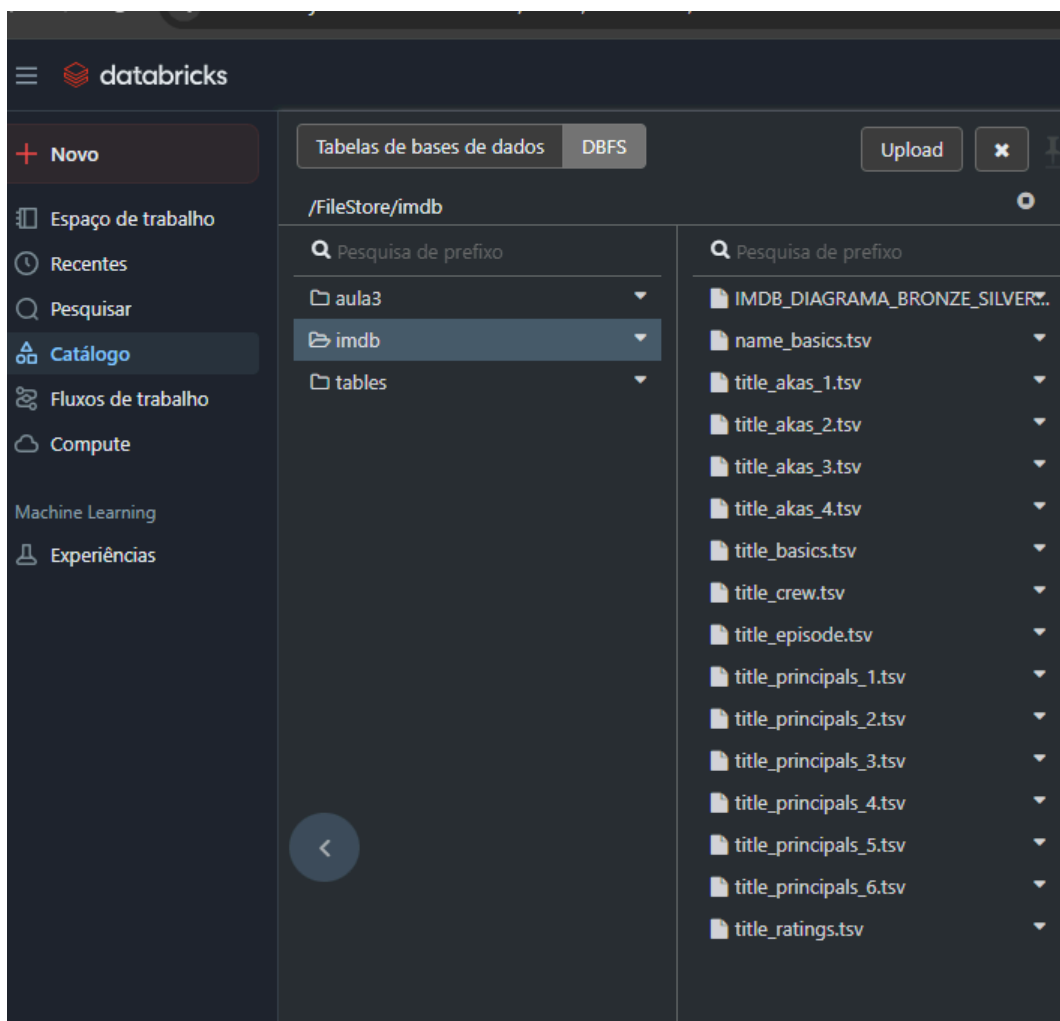 databricks
Novo
Espaço de trabalho
Recentes
Pesquisar
Catálogo
Fluxos de trabalho
Compute
Machine Learning
Experiências
Tabelas de bases de dados DBFS Upload
/FileStore/imdb
Pesquisa de prefixo
aula3
imdb
tables
Pesquisa de prefixo
IMDB_DIAGRAMA_BRONZE_SILVER...
name_basics.tsv
title_akas_1.tsv
title_akas_2.tsv
title_akas_3.tsv
title_akas_4.tsv
title_basics.tsv
title_crew.tsv
title_episode.tsv
title_principals_1.tsv
title_principals_2.tsv
title_principals_3.tsv
title_principals_4.tsv
title_principals_5.tsv
title_principals_6.tsv
title_ratings.tsv